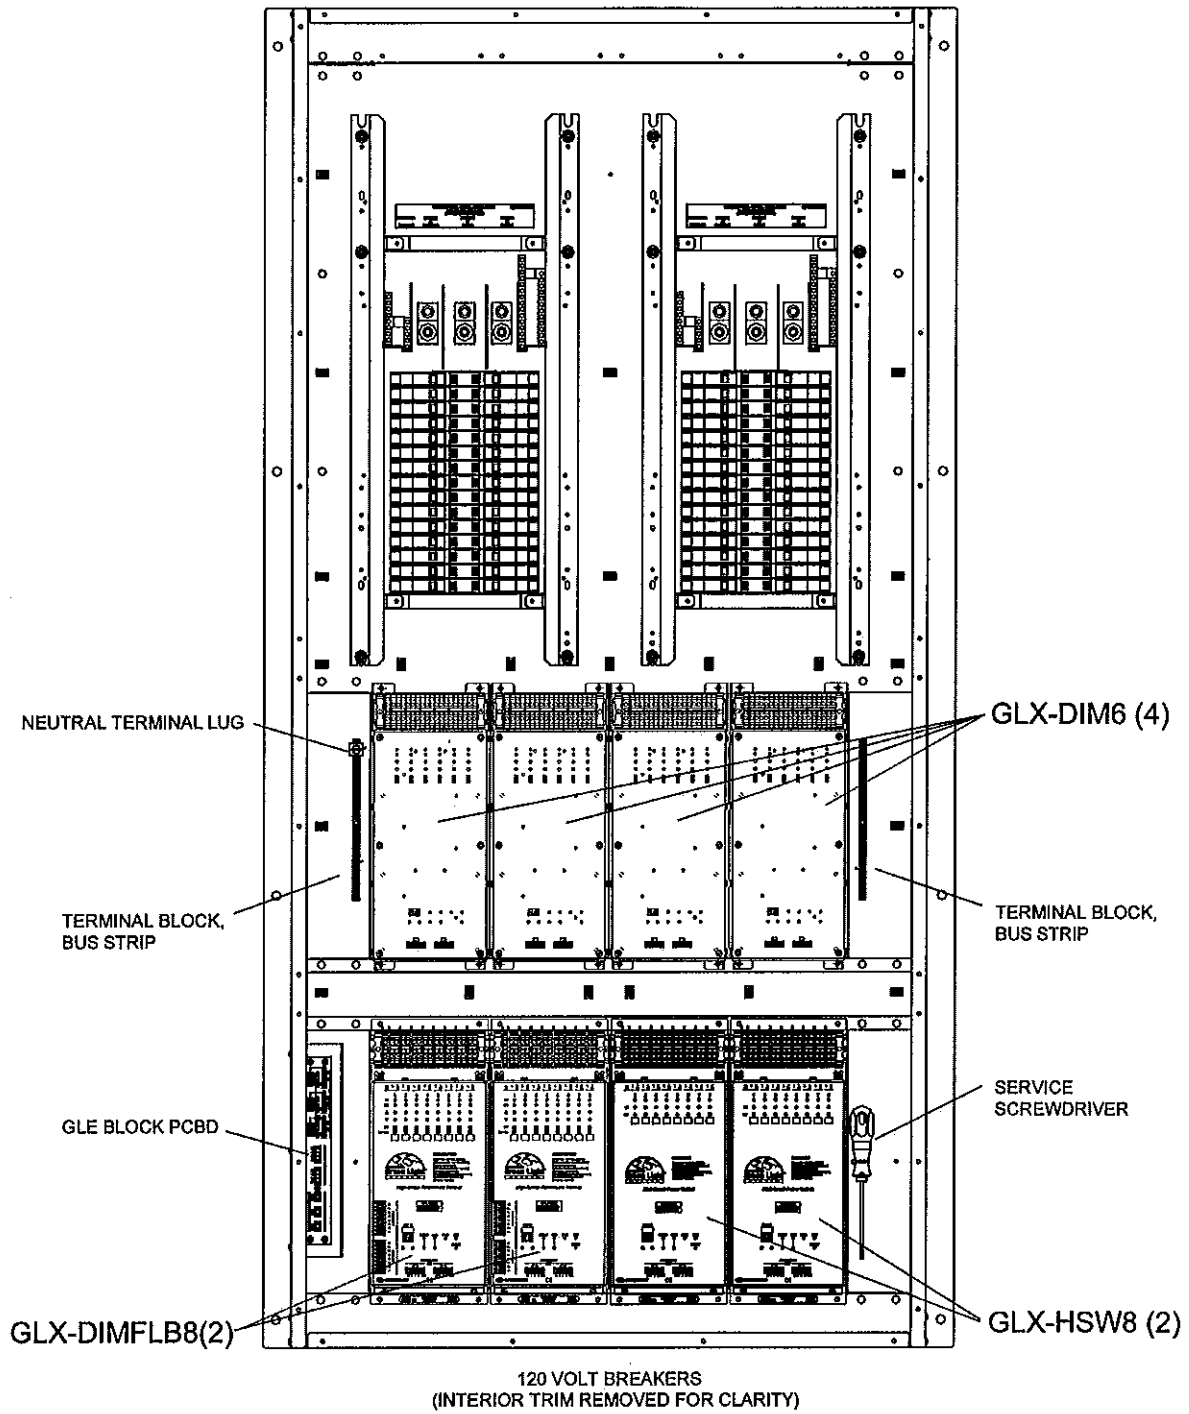 NEUTRAL TERMINAL LUG
GLX-DIM6 (4)
TERMINAL BLOCK,
BUS STRIP
TERMINAL BLOCK,
BUS STRIP
GLE BLOCK PCBD
SERVICE
SCREWDRIVER
GLX-DIMFLB8(2)
GLX-HSW8 (2)
120 VOLT BREAKERS
(INTERIOR TRIM REMOVED FOR CLARITY)